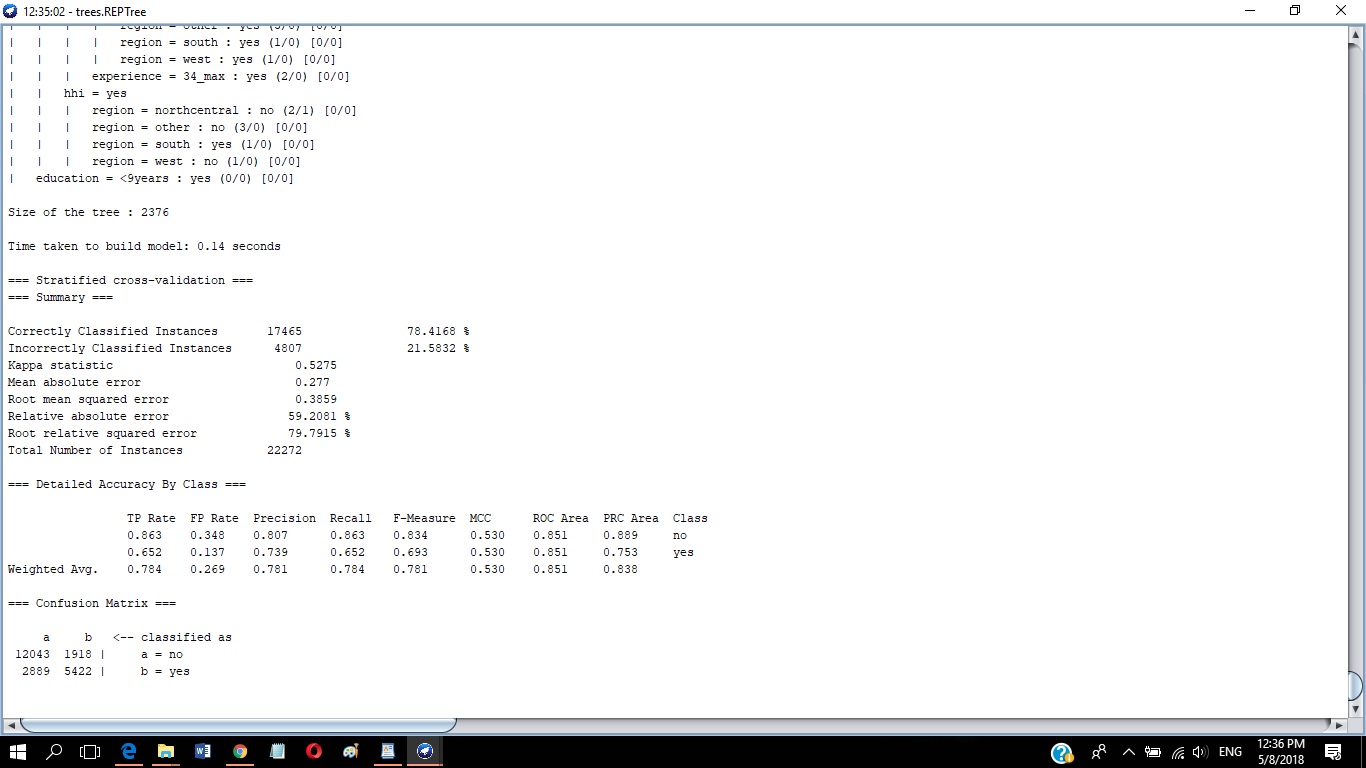 12:35:02 - trees.REPTree
| | | | region = other : yes (3/0) [0/0]
| | | | region = south : yes (1/0) [0/0]
| | | | region = west : yes (1/0) [0/0]
| | | experience = 34_max : yes (2/0) [0/0]
| | hhi = yes
| | | region = northcentral : no (2/1) [0/0]
| | | region = other : no (3/0) [0/0]
| | | region = south : yes (1/0) [0/0]
| | | region = west : no (1/0) [0/0]
| education = <9years : yes (0/0) [0/0]
Size of the tree : 2376
Time taken to build model: 0.14 seconds
=== Stratified cross-validation ===
=== Summary ===
Correctly Classified Instances 17465 78.4168 %
Incorrectly Classified Instances 4807 21.5832 %
Kappa statistic 0.5275
Mean absolute error 0.277
Root mean squared error 0.3859
Relative absolute error 59.2081 %
Root relative squared error 79.7915 %
Total Number of Instances 22272
=== Detailed Accuracy By Class ===
TP Rate FP Rate Precision Recall F-Measure MCC ROC Area PRC Area Class
0.863 0.348 0.807 0.863 0.834 0.530 0.851 0.889 no
0.652 0.137 0.739 0.652 0.693 0.530 0.851 0.753 yes
Weighted Avg. 0.784 0.269 0.781 0.784 0.781 0.530 0.851 0.838
=== Confusion Matrix ===
a b <-- classified as
12043 1918 | a = no
2889 5422 | b = yes
ENG
12:36 PM
5/8/2018